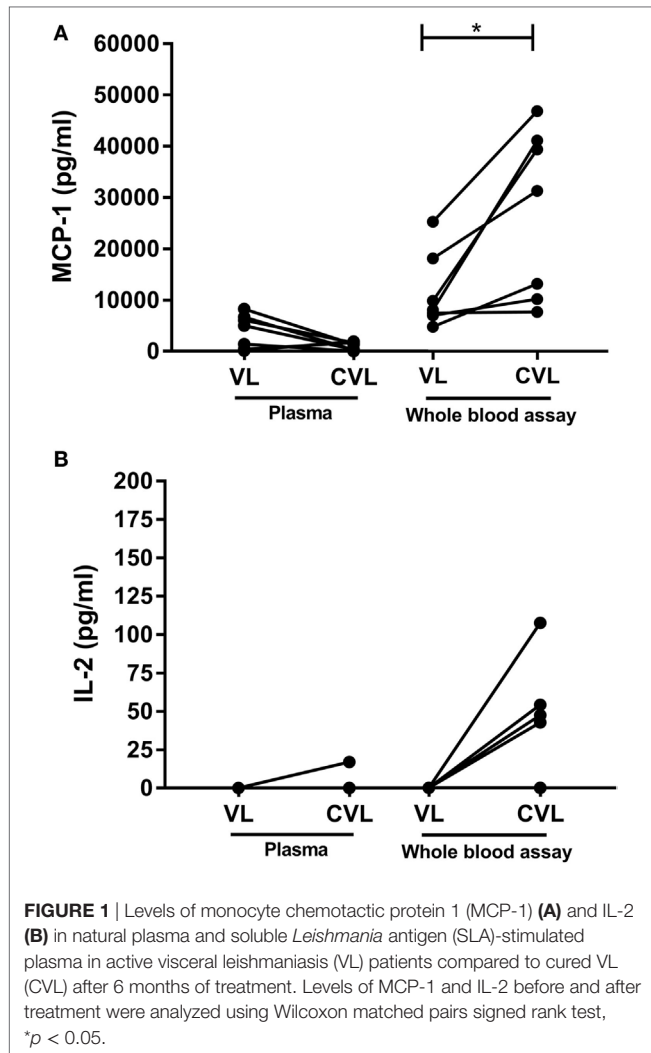 A
*
60000
50000
40000
30000
20000
10000
0
MCP-1 (pg/ml)
VL CVL VL CVL
Plasma Whole blood assay
B
200
175
150
125
100
75
50
25
0
IL-2 (pg/ml)
VL CVL VL CVL
Plasma Whole blood assay
FIGURE 1 | Levels of monocyte chemotactic protein 1 (MCP-1) (A) and IL-2
(B) in natural plasma and soluble Leishmania antigen (SLA)-stimulated
plasma in active visceral leishmaniasis (VL) patients compared to cured VL
(CVL) after 6 months of treatment. Levels of MCP-1 and IL-2 before and after
treatment were analyzed using Wilcoxon matched pairs signed rank test,
*p < 0.05.